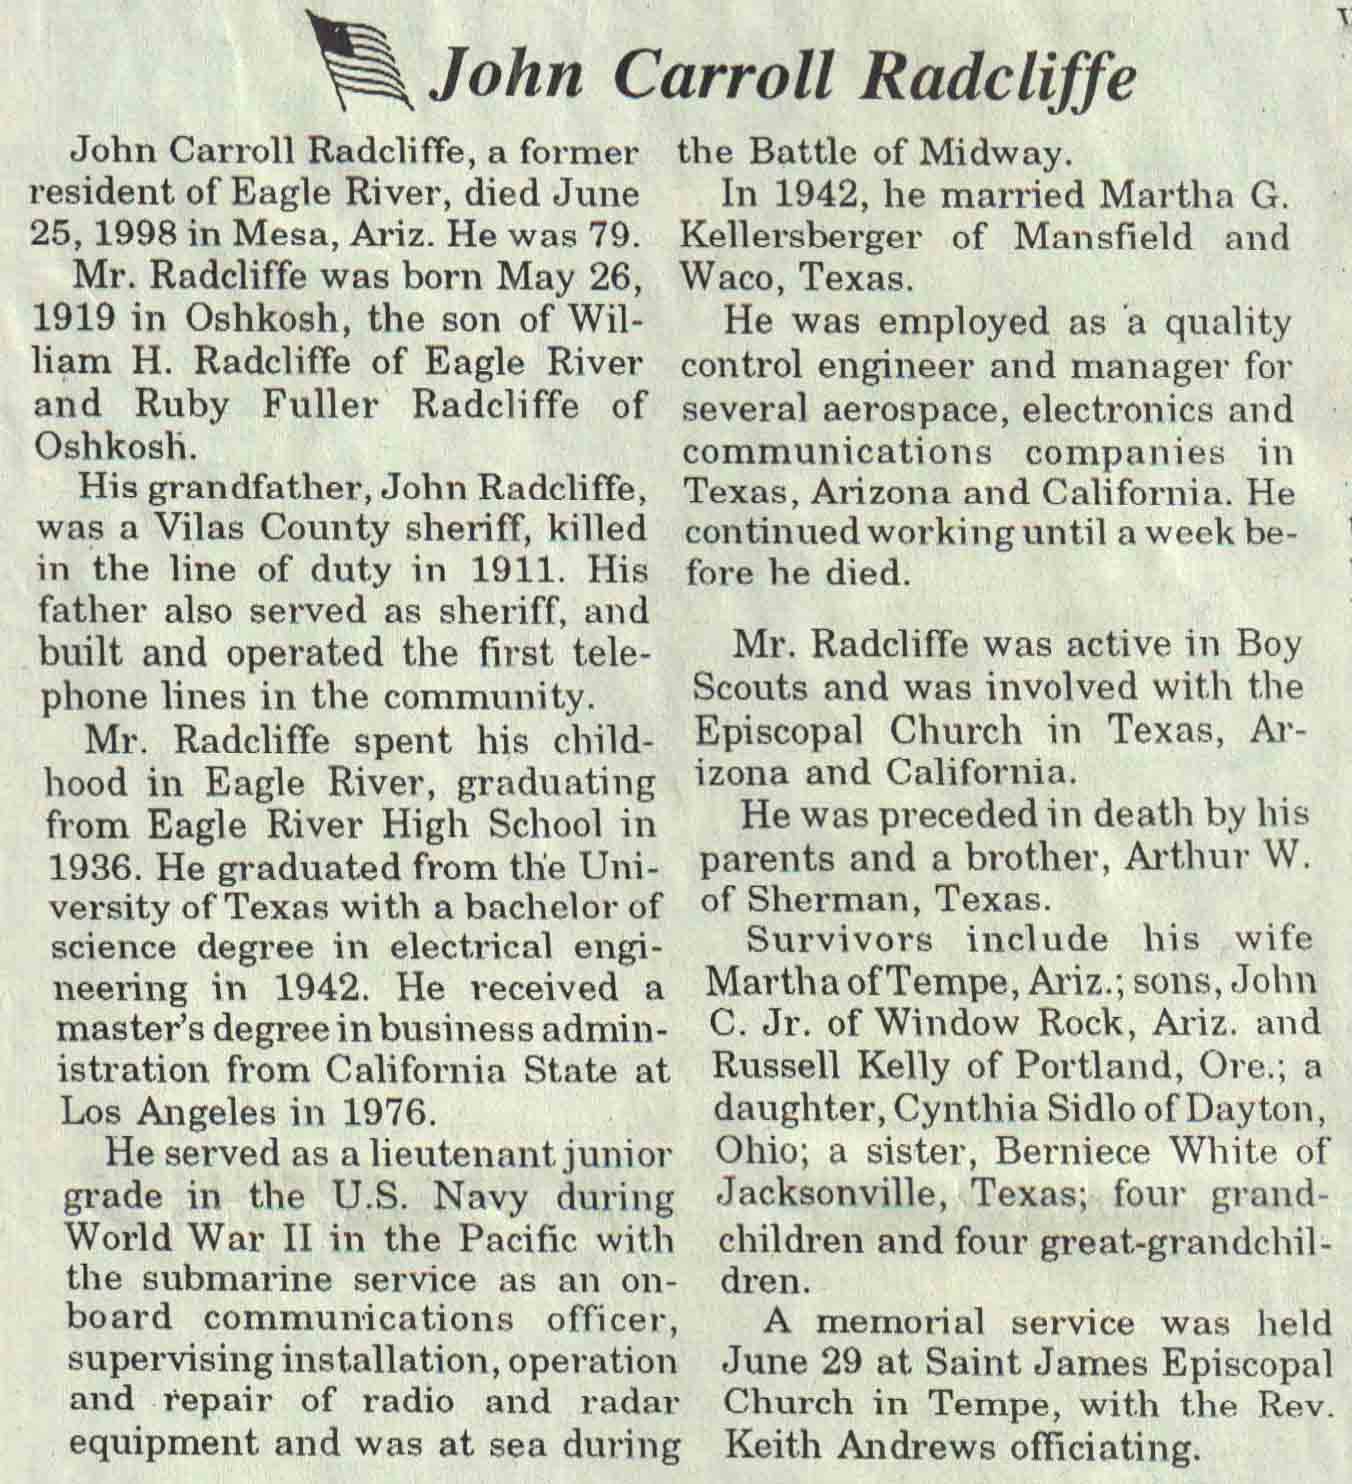 John Carroll Radcliffe
John Carroll Radcliffe, a former
resident of Eagle River, died June
25, 1998 in Mesa, Ariz. He was 79.
Mr. Radcliffe was born May 26,
1919 in Oshkosh, the son of Wil-
liam H. Radcliffe of Eagle River
and Ruby Fuller Radcliffe of
Oshkosh.
His grandfather, John Radcliffe,
was a Vilas County sheriff, killed
in the line of duty in 1911. His
father also served as sheriff, and
built and operated the first tele-
phone lines in the community.
Mr. Radcliffe spent his child-
hood in Eagle River, graduating
from Eagle River High School in
1936. He graduated from the Uni-
versity of Texas with a bachelor of
science degree in electrical engi-
neering in 1942. He received a
master's degree in business admin-
istration from California State at
Los Angeles in 1976.
He served as a lieutenant junior
grade in the U.S. Navy during
World War II in the Pacific with
the submarine service as an on-
board communications officer,
supervising installation, operation
and repair of radio and radar
equipment and was at sea during
the Battle of Midway.
In 1942, he married Martha G.
Kellersberger of Mansfield and
Waco, Texas.
He was employed as a quality
control engineer and manager for
several aerospace, electronics and
communications companies in
Texas, Arizona and California. He
continued working until a week be-
fore he died.
Mr. Radcliffe was active in Boy
Scouts and was involved with the
Episcopal Church in Texas, Ar-
izona and California.
He was preceded in death by his
parents and a brother, Arthur W.
of Sherman, Texas.
Survivors include his wife
Martha of Tempe, Ariz.; sons, John
C. Jr. of Window Rock, Ariz. and
Russell Kelly of Portland, Ore.; a
daughter, Cynthia Sidlo of Dayton,
Ohio; a sister, Berniece White of
Jacksonville, Texas; four grand-
children and four great-grandchil-
dren.
A memorial service was held
June 29 at Saint James Episcopal
Church in Tempe, with the Rev.
Keith Andrews officiating.